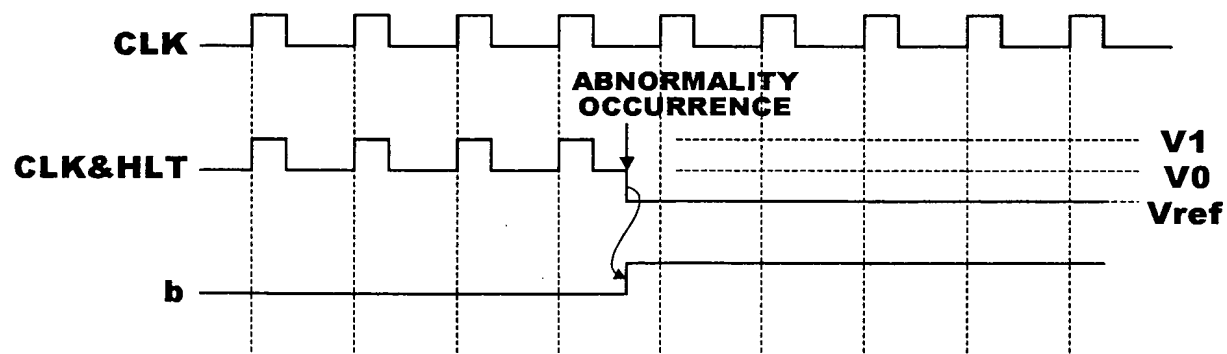 CLK
ABNORMALITY
OCCURRENCE
CLK&HLT
V1
V0
Vref
b